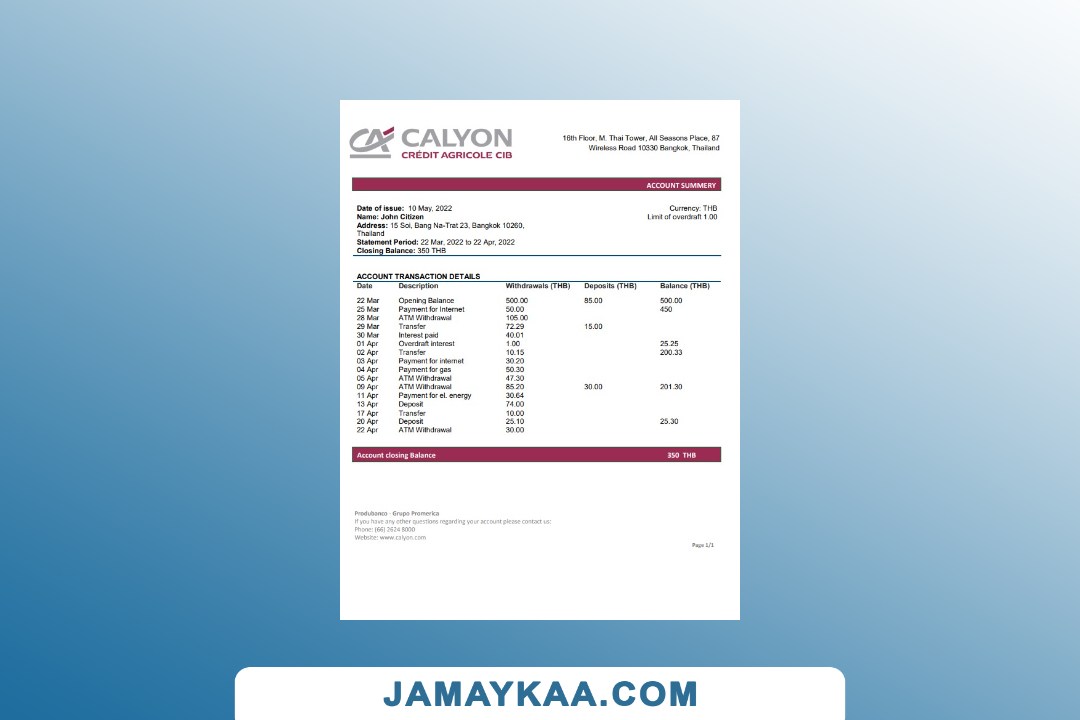 CALYON
CRÉDIT AGRICOLE CIB
16th Floor, M. Thai Tower, All Seasons Place, 87
Wireless Road 10330 Bangkok, Thailand
ACCOUNT SUMMERY
Date of issue: 10 May, 2022 Currency: THB
Name: John Citizen Limit of overdraft 1.00
Address: 15 Soi, Bang Na-Trat 23, Bangkok 10260,
Thailand
Statement Period: 22 Mar, 2022 to 22 Apr, 2022
Closing Balance: 350 THB
ACCOUNT TRANSACTION DETAILS
Date Description Withdrawals (THB) Deposits (THB) Balance (THB)
22 Mar Opening Balance 500.00 85.00 500.00
25 Mar Payment for Internet 50.00 450
28 Mar ATM Withdrawal 105.00
29 Mar Transfer 72.29 15.00
30 Mar Interest paid 40.01
01 Apr Overdraft interest 1.00 25.25
02 Apr Transfer 10.15 200.33
03 Apr Payment for internet 30.20
04 Apr Payment for gas 50.30
05 Apr ATM Withdrawal 47.30
09 Apr ATM Withdrawal 85.20 30.00 201.30
11 Apr Payment for el. energy 30.64
13 Apr Deposit 74.00
17 Apr Transfer 10.00
20 Apr Deposit 25.10 25.30
22 Apr ATM Withdrawal 30.00
Account closing Balance 350 THB
Produbanco - Grupo Promerica
If you have any other questions regarding your account please contact us:
Phone: (66) 2624 8000
Website: www.calyon.com
Page 1/1
JAMAYKAA.COM